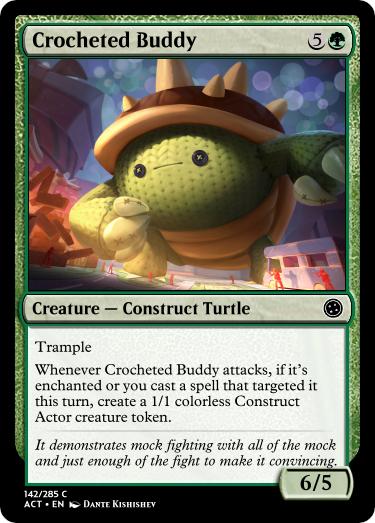 Crocheted Buddy 5
Creature — Construct Turtle
Trample
Whenever Crocheted Buddy attacks, if it's
enchanted or you cast a spell that targeted it
this turn, create a 1/1 colorless Construct
Actor creature token.
It demonstrates mock fighting with all of the mock
and just enough of the fight to make it convincing.
6/5
142/285 C
ACT • EN Dante Kishishev